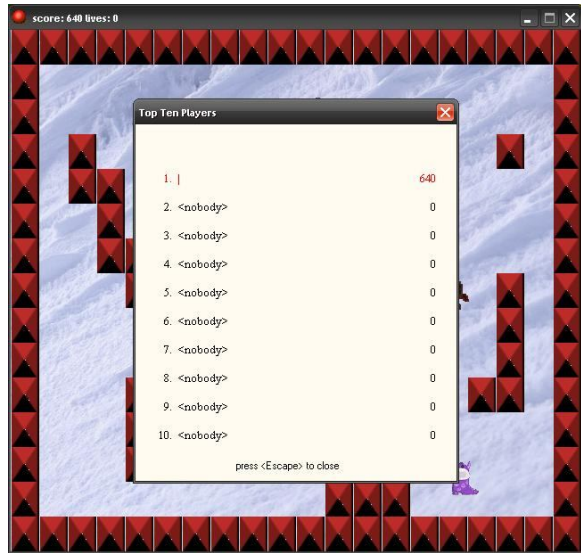 score: 640 lives: 0
Top Ten Players
1. | 640
2. <nobody> 0
3. <nobody> 0
4. <nobody> 0
5. <nobody> 0
6. <nobody> 0
7. <nobody> 0
8. <nobody> 0
9. <nobody> 0
10. <nobody> 0
press <Escape> to close